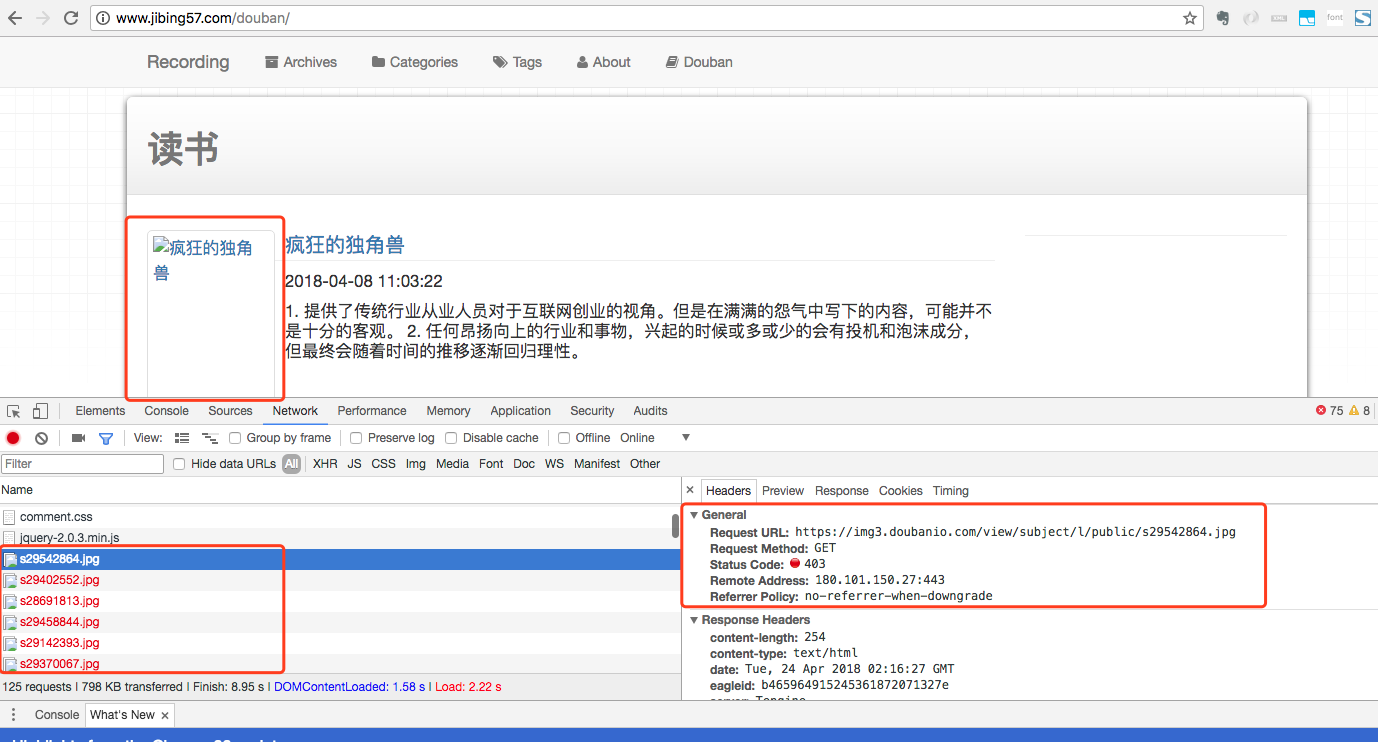 www.jibing57.com/douban/
XML
font
Recording
Archives
Categories
Tags
About
Douban
读书
疯狂的独角
兽
疯狂的独角兽
2018-04-08 11:03:22
1. 提供了传统行业从业人员对于互联网创业的视角。但是在满满的怨气中写下的内容，可能并不
是十分的客观。 2. 任何昂扬向上的行业和事物，兴起的时候或多或少的会有投机和泡沫成分，
但最终会随着时间的推移逐渐回归理性。
Elements Console Sources Network Performance Memory Application Security Audits
75 8
View: Group by frame Preserve log Disable cache Offline Online
Filter Hide data URLs All XHR JS CSS Img Media Font Doc WS Manifest Other
Name
comment.css
jquery-2.0.3.min.js
s29542864.jpg
s29402552.jpg
s28691813.jpg
s29458844.jpg
s29142393.jpg
s29370067.jpg
125 requests | 798 KB transferred | Finish: 8.95 s | DOMContentLoaded: 1.58 s | Load: 2.22 s
× Headers Preview Response Cookies Timing
General
Request URL: https://img3.doubanio.com/view/subject/l/public/s29542864.jpg
Request Method: GET
Status Code: 403
Remote Address: 180.101.150.27:443
Referrer Policy: no-referrer-when-downgrade
Response Headers
content-length: 254
content-type: text/html
date: Tue, 24 Apr 2018 02:16:27 GMT
eagleid: b465964915245361872071327e
Console What's New ×